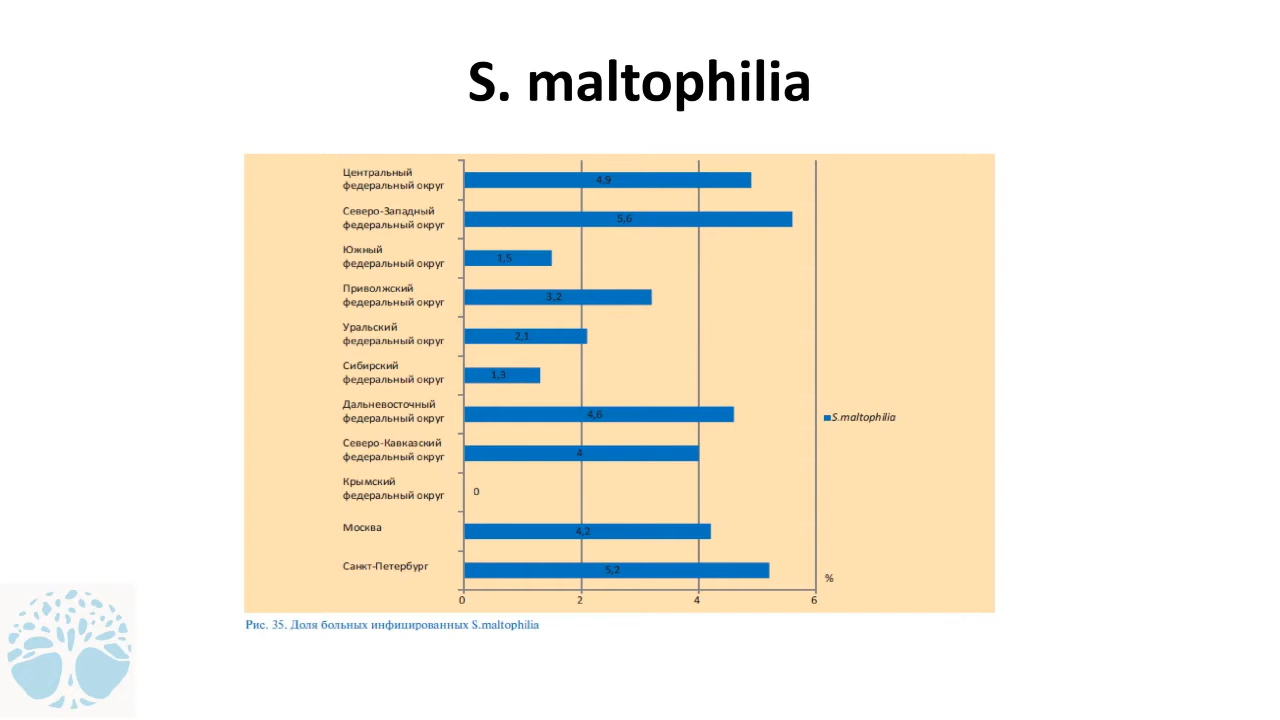 S. maltophilia
Центральный
федеральный округ
4,9
Северо-Западный
федеральный округ
5,6
Южный
федеральный округ
1,5
Приволжский
федеральный округ
3,2
Уральский
федеральный округ
2,1
Сибирский
федеральный округ
1,3
Дальневосточный
федеральный округ
4,6
S.maltophilia
Северо-Кавказский
федеральный округ
4
Крымский
федеральный округ
0
Москва
4,2
Санкт-Петербург
5,2
%
0 2 4 6
Рис. 35. Доля больных инфицированных S.maltophilia